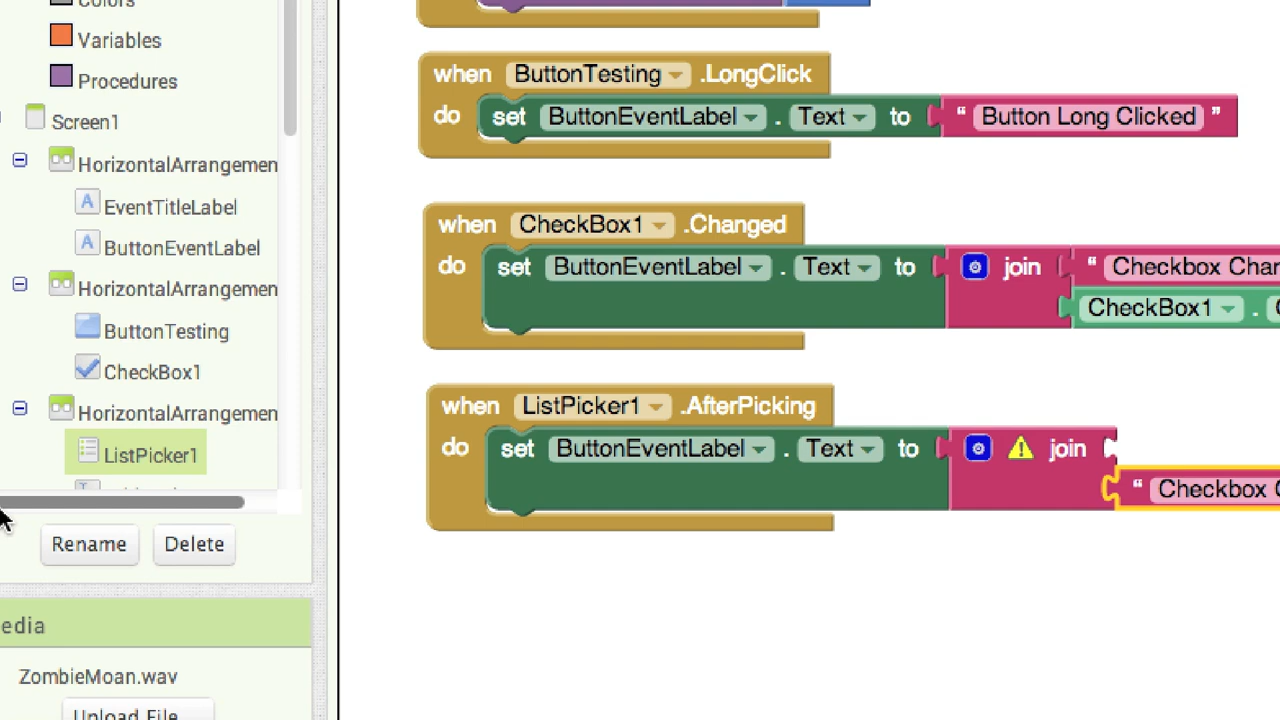 Colors
Variables
Procedures
Screen1
HorizontalArrangemen
EventTitleLabel
ButtonEventLabel
HorizontalArrangemen
ButtonTesting
CheckBox1
HorizontalArrangemen
ListPicker1
Rename Delete
edia
ZombieMoan.wav
Upload File
when ButtonTesting .LongClick
do set ButtonEventLabel . Text to “ Button Long Clicked ”
when CheckBox1 .Changed
do set ButtonEventLabel . Text to join “ Checkbox Chan
CheckBox1 .
when ListPicker1 .AfterPicking
do set ButtonEventLabel . Text to join
“ Checkbox